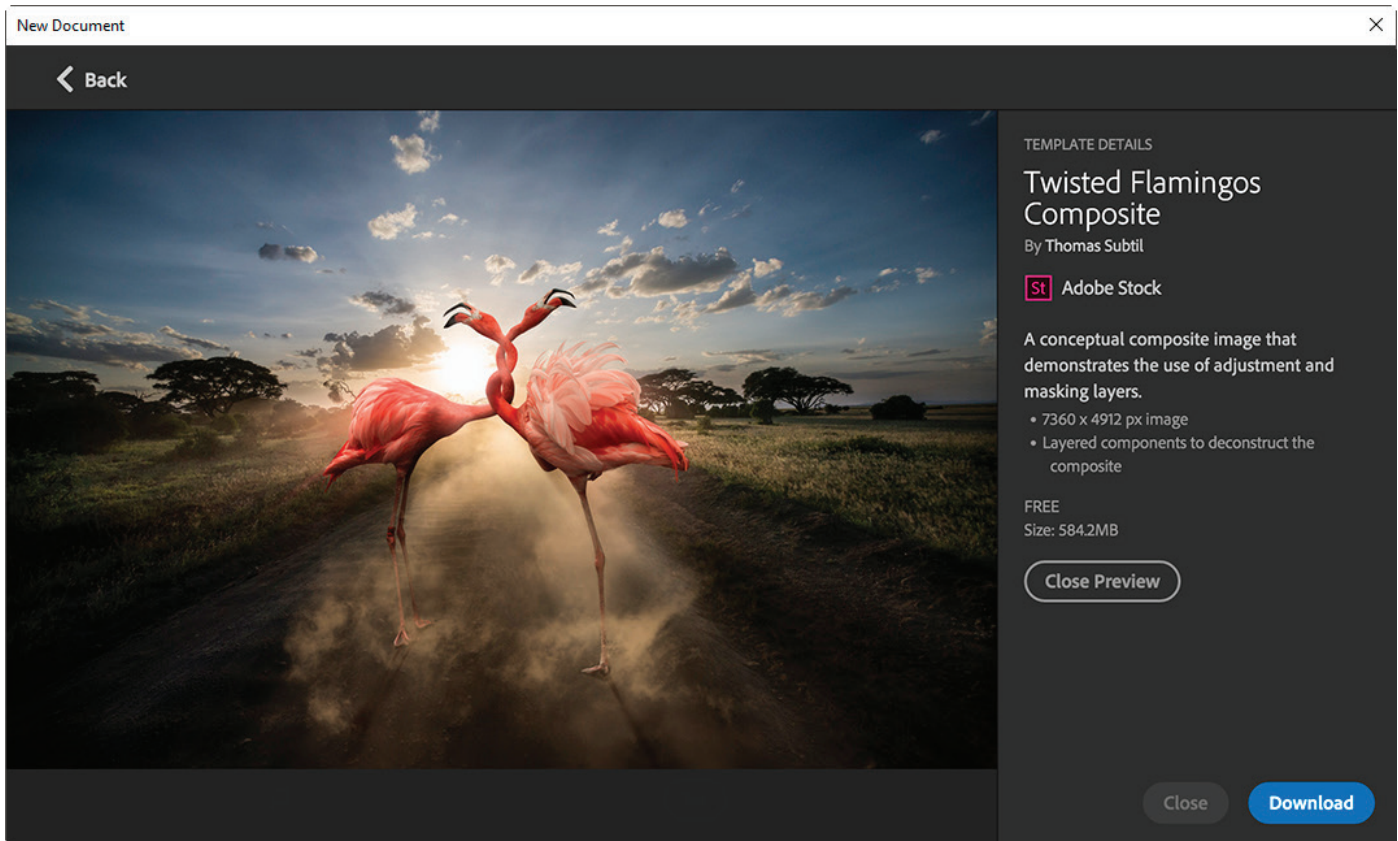 New Document
Back
TEMPLATE DETAILS
Twisted Flamingos
Composite
By Thomas Subtil
St Adobe Stock
A conceptual composite image that
demonstrates the use of adjustment and
masking layers.
• 7360 x 4912 px image
• Layered components to deconstruct the
composite
FREE
Size: 584.2MB
Close Preview
Close Download